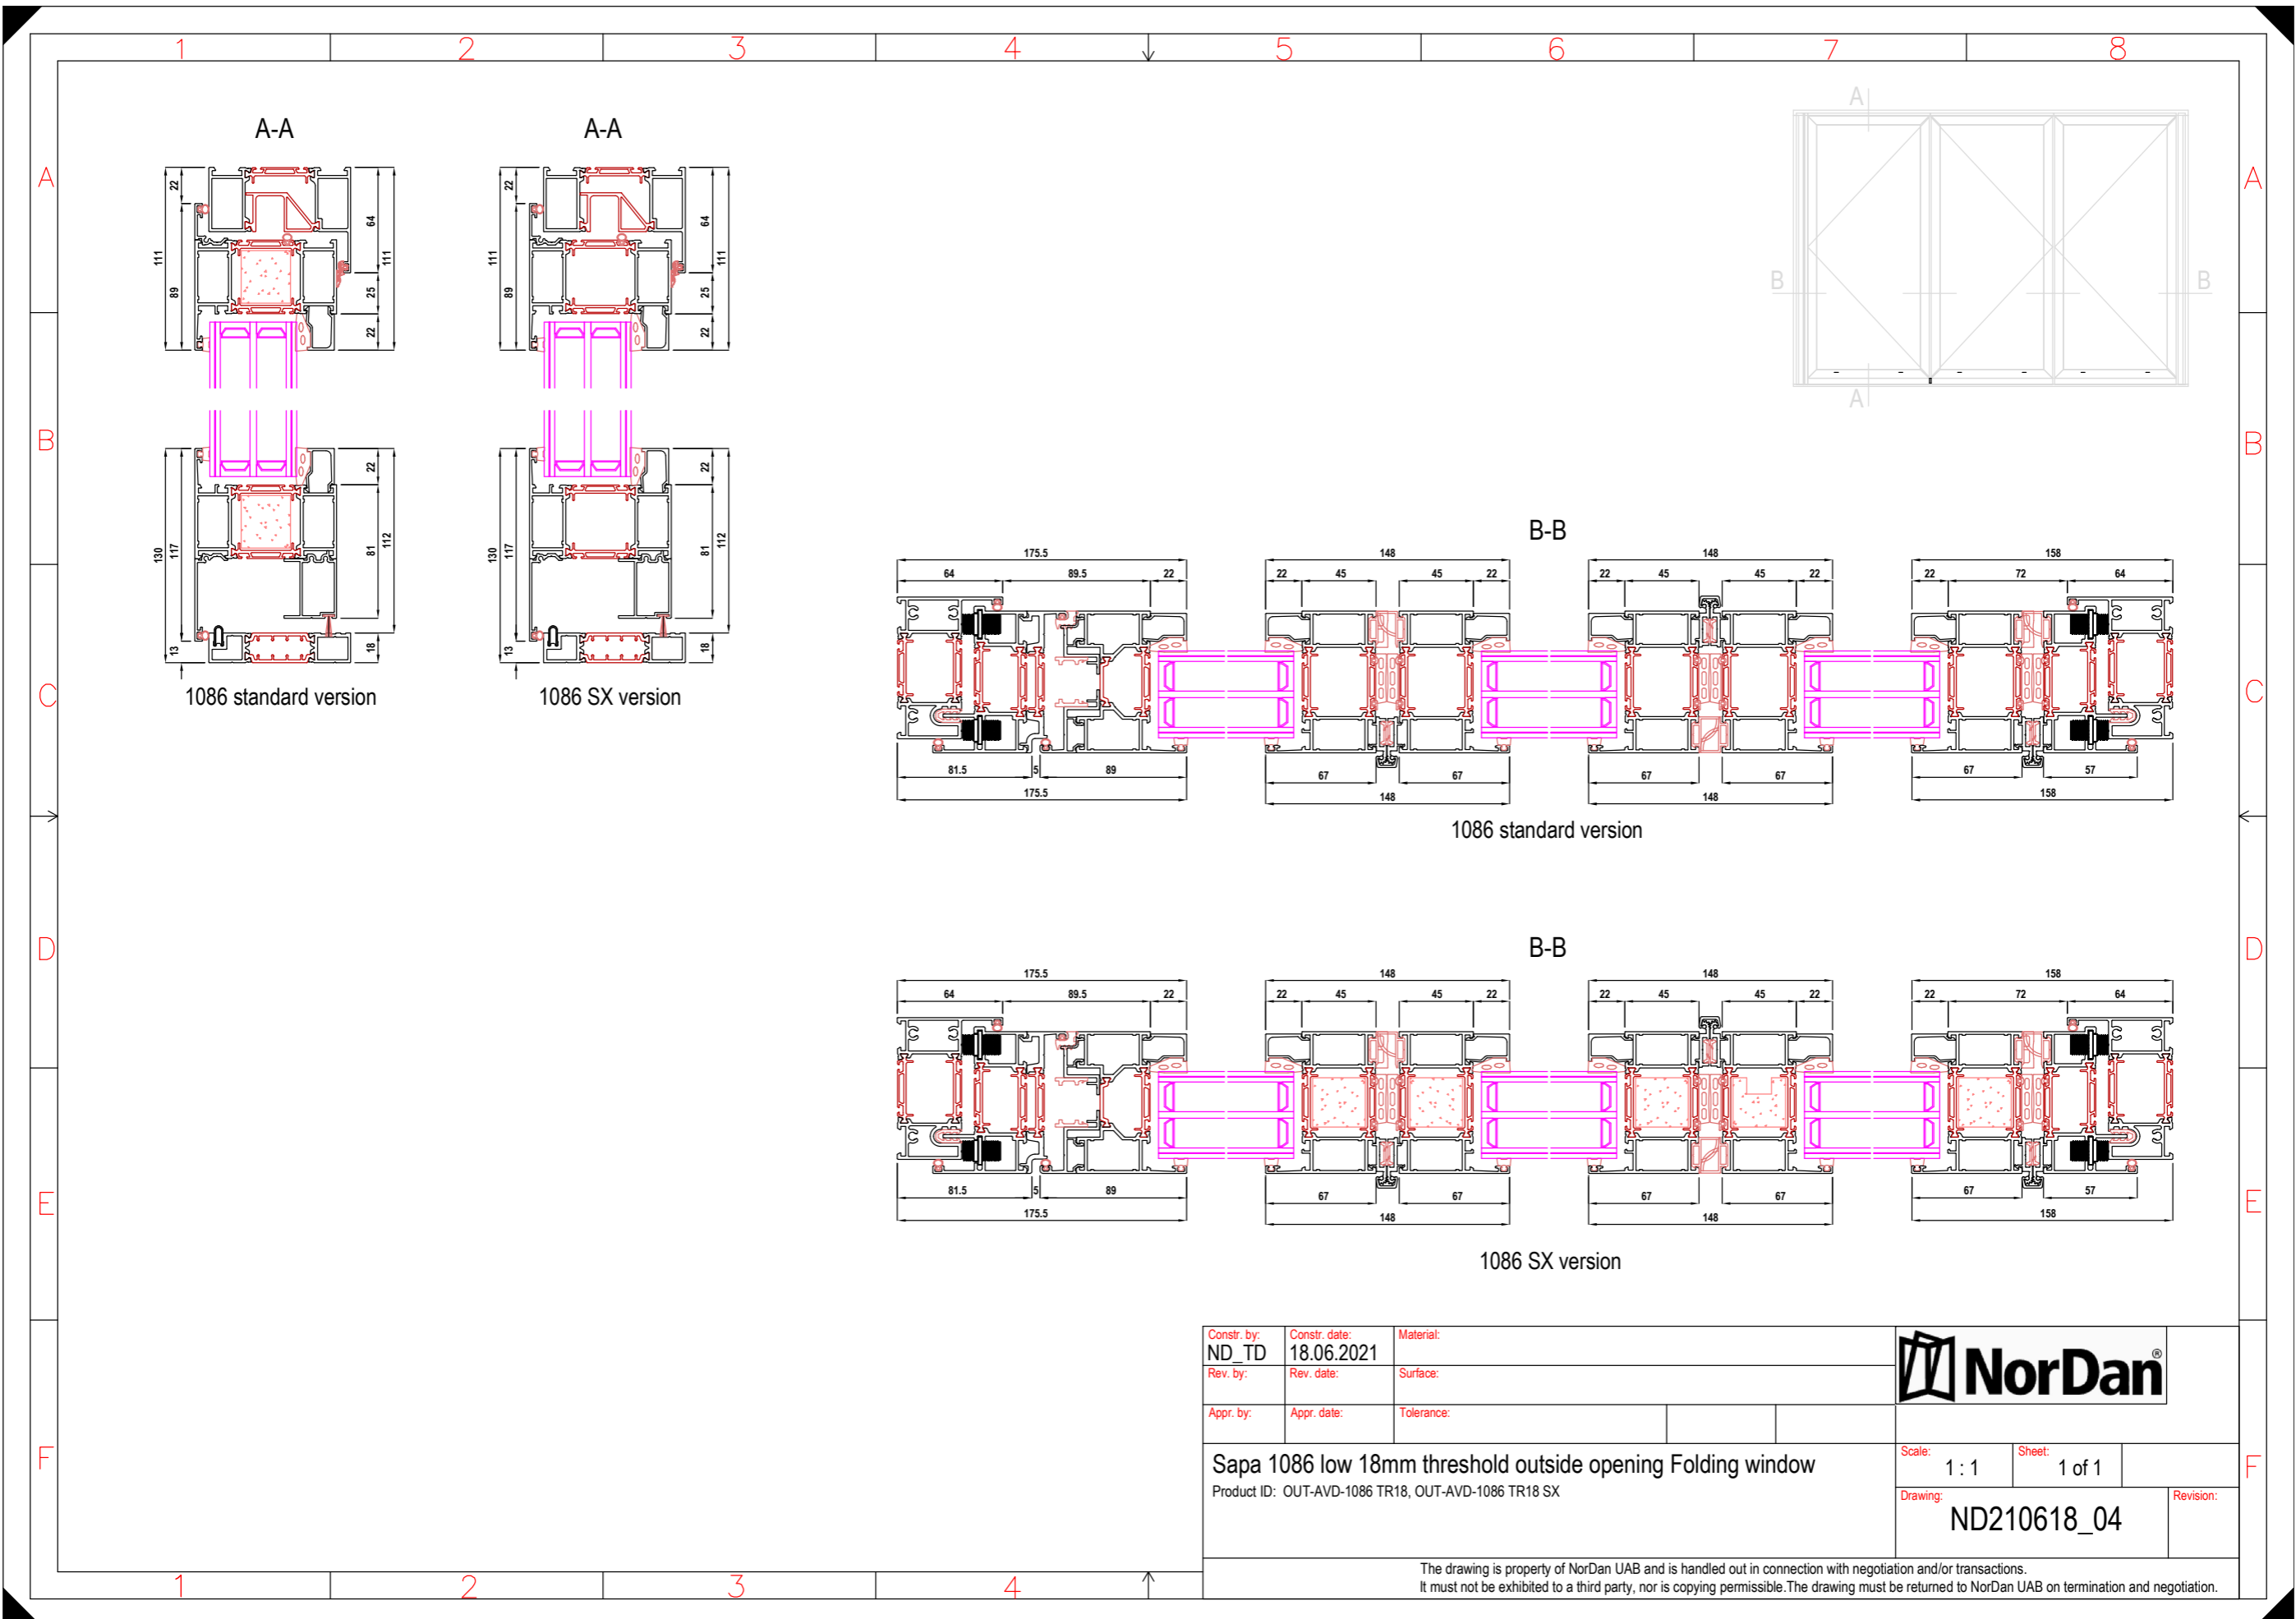 1 2 3 4 5 6 7 8
A A
B B
C C
D D
E E
F F
1 2 3 4
A-A
22
111
89
64
111
25
22
22
130
117
81
112
13
18
1086 standard version
A-A
22
111
89
64
111
25
22
22
130
117
81
112
13
18
1086 SX version
A
B B
A
B-B
175.5 148 148 158
64 89.5 22 22 45 45 22 22 45 45 22 22 72 64
81.5 5 89 67 67 67 67 67 57
175.5 148 148 158
1086 standard version
B-B
175.5 148 148 158
64 89.5 22 22 45 45 22 22 45 45 22 22 72 64
81.5 5 89 67 67 67 67 67 57
175.5 148 148 158
1086 SX version
Constr. by: Constr. date: Material:
ND_TD 18.06.2021
Rev. by: Rev. date: Surface:
Appr. by: Appr. date: Tolerance:
NorDan®
Sapa 1086 low 18mm threshold outside opening Folding window
Product ID: OUT-AVD-1086 TR18, OUT-AVD-1086 TR18 SX
Scale: Sheet:
1 : 1 1 of 1
Drawing: Revision:
ND210618_04
The drawing is property of NorDan UAB and is handled out in connection with negotiation and/or transactions.
It must not be exhibited to a third party, nor is copying permissible.The drawing must be returned to NorDan UAB on termination and negotiation.